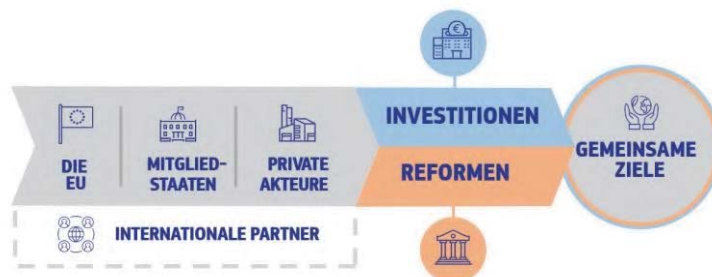 DIE
EU
MITGLIED-
STAATEN
PRIVATE
AKTEURE
INVESTITIONEN
REFORMEN
GEMEINSAME
ZIELE
INTERNATIONALE PARTNER
€